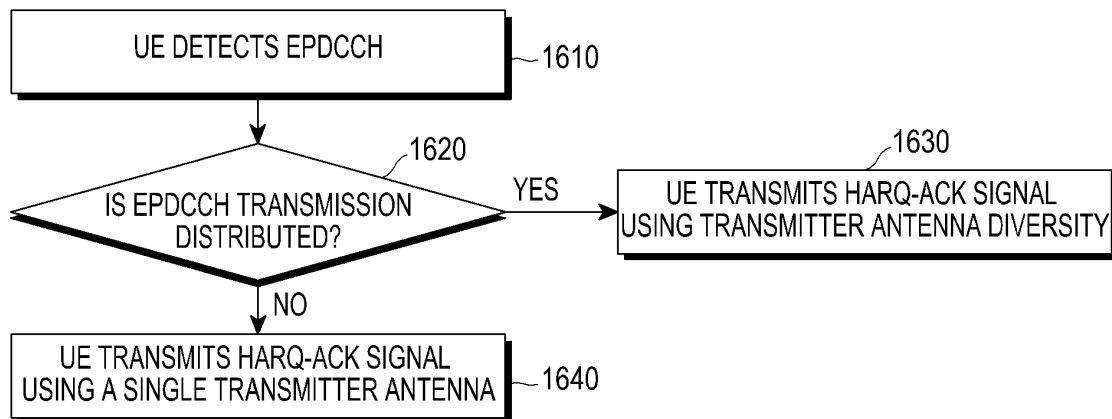 UE DETECTS EPDCCH
1610
1620
IS EPDCCH TRANSMISSION
DISTRIBUTED?
YES
1630
UE TRANSMITS HARQ-ACK SIGNAL
USING TRANSMITTER ANTENNA DIVERSITY
NO
UE TRANSMITS HARQ-ACK SIGNAL
USING A SINGLE TRANSMITTER ANTENNA
1640